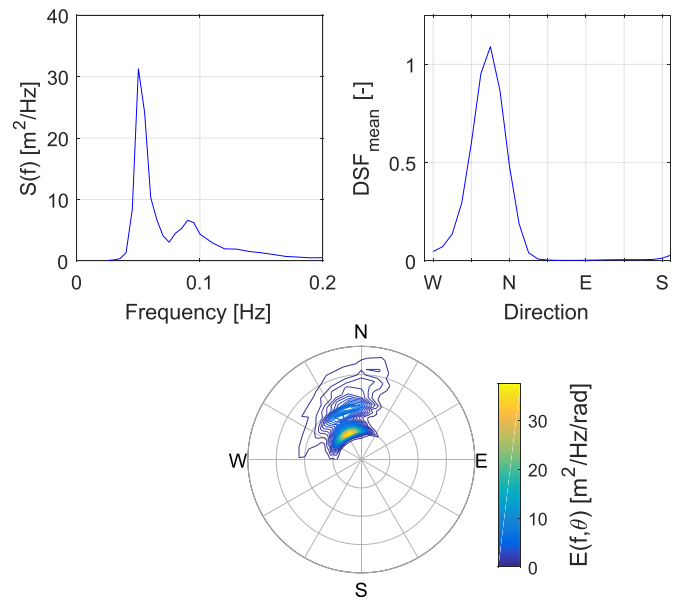 40
30
20
10
0
S(f) [m²/Hz]
0 0.1 0.2
Frequency [Hz]
1
0.5
0
DSF_mean [-]
W N E S
Direction
N
W E
S
30
20
10
0
E(f,θ) [m²/Hz/rad]